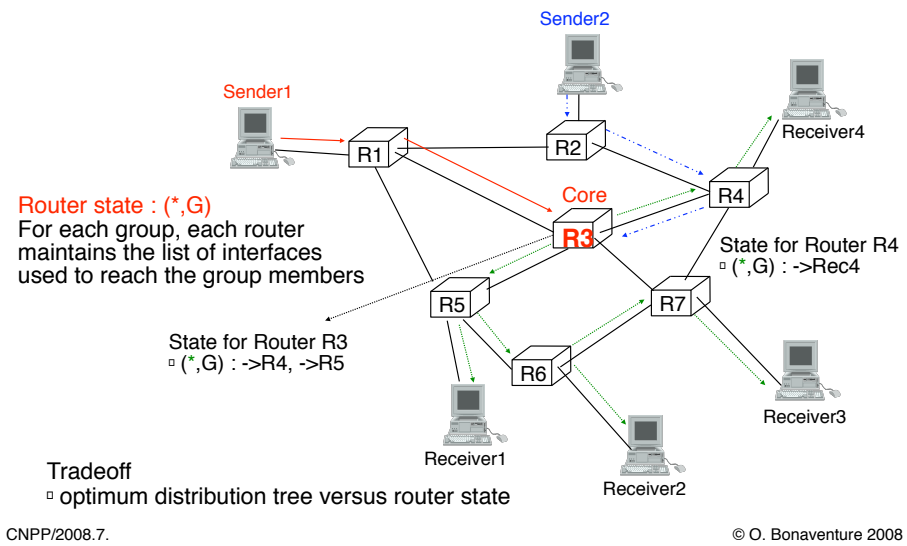 Sender2
Sender1
Receiver4
R1
R2
R4
Core
R3
Router state : (*,G)
For each group, each router
maintains the list of interfaces
used to reach the group members
State for Router R4
▫ (*,G) : ->Rec4
R5
R7
State for Router R3
▫ (*,G) : ->R4, ->R5
R6
Receiver3
Receiver1
Receiver2
Tradeoff
▫ optimum distribution tree versus router state
CNPP/2008.7.
© O. Bonaventure 2008